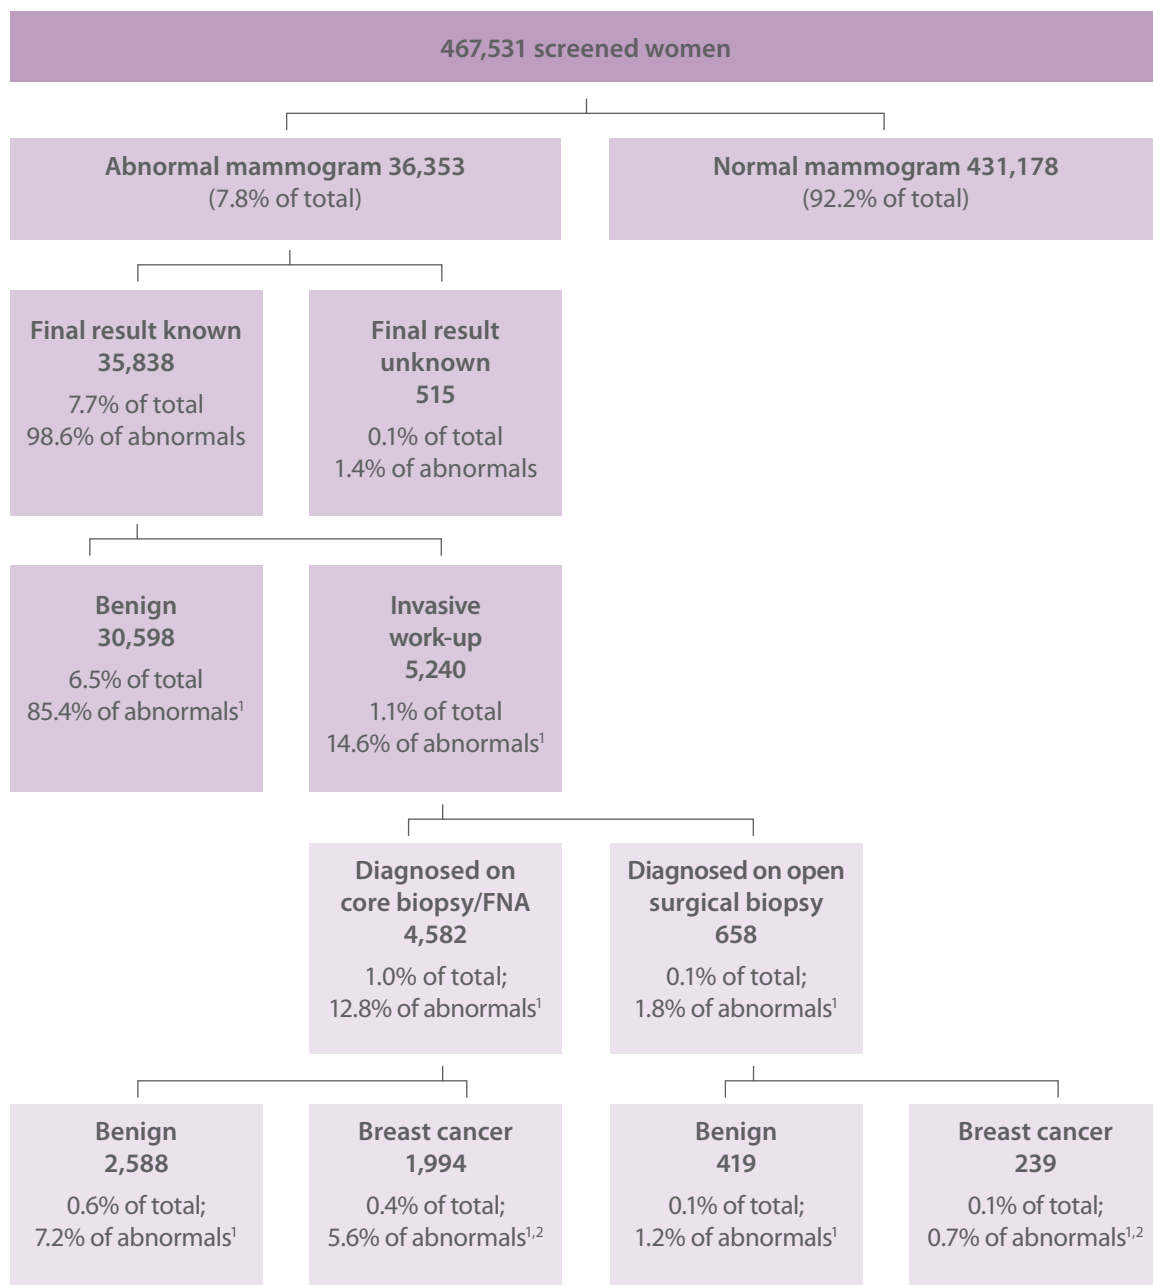 467,531 screened women
Abnormal mammogram 36,353
(7.8% of total)
Normal mammogram 431,178
(92.2% of total)
Final result known
35,838
7.7% of total
98.6% of abnormals
Final result
unknown
515
0.1% of total
1.4% of abnormals
Benign
30,598
6.5% of total
85.4% of abnormals¹
Invasive
work-up
5,240
1.1% of total
14.6% of abnormals¹
Diagnosed on
core biopsy/FNA
4,582
1.0% of total;
12.8% of abnormals¹
Diagnosed on open
surgical biopsy
658
0.1% of total;
1.8% of abnormals¹
Benign
2,588
0.6% of total;
7.2% of abnormals¹
Breast cancer
1,994
0.4% of total;
5.6% of abnormals¹,²
Benign
419
0.1% of total;
1.2% of abnormals¹
Breast cancer
239
0.1% of total;
0.7% of abnormals¹,²